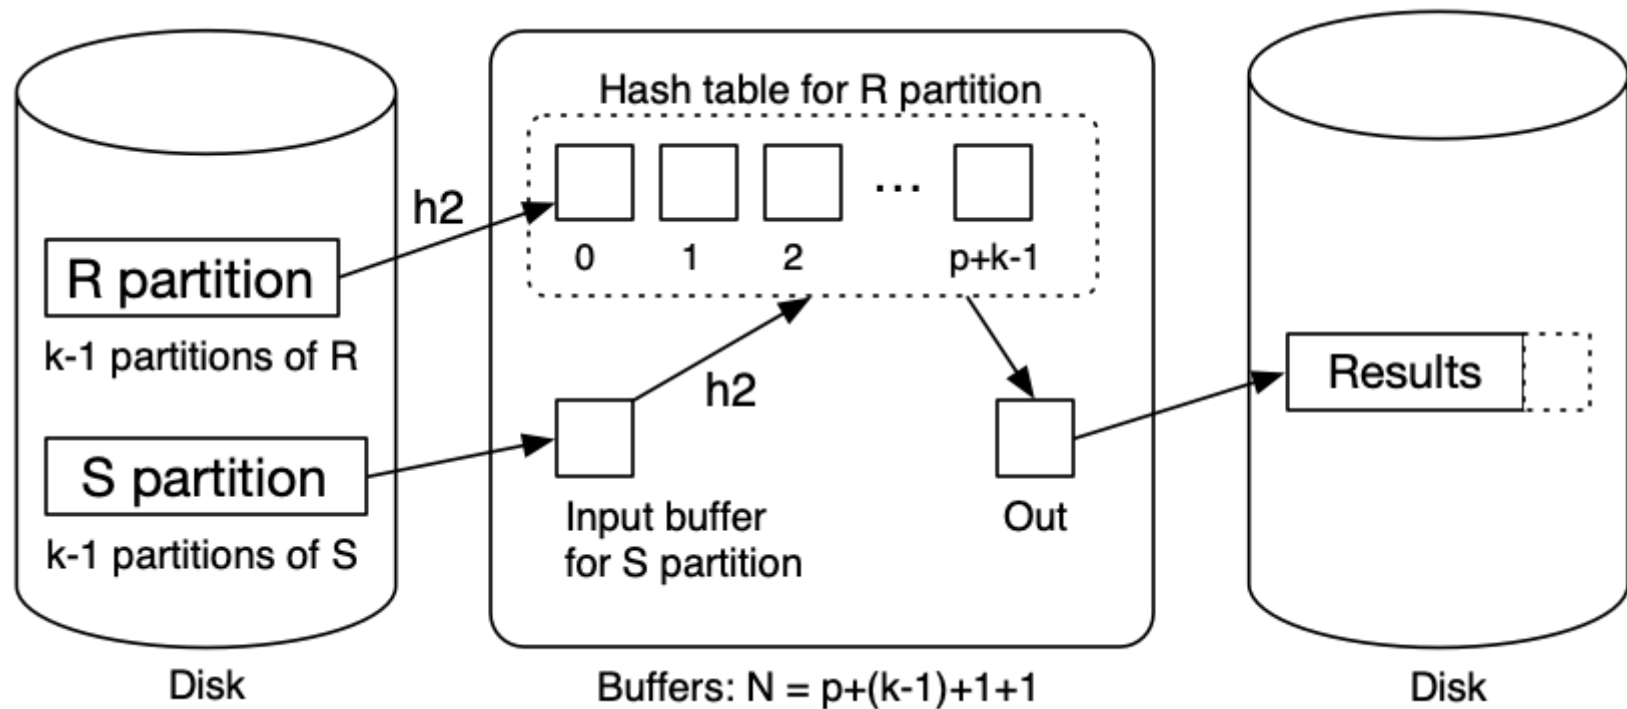 Hash table for R partition
h2
...
0 1 2 p+k-1
R partition
k-1 partitions of R
h2
Results
S partition
k-1 partitions of S
Input buffer
for S partition
Out
Disk
Buffers: N = p+(k-1)+1+1
Disk